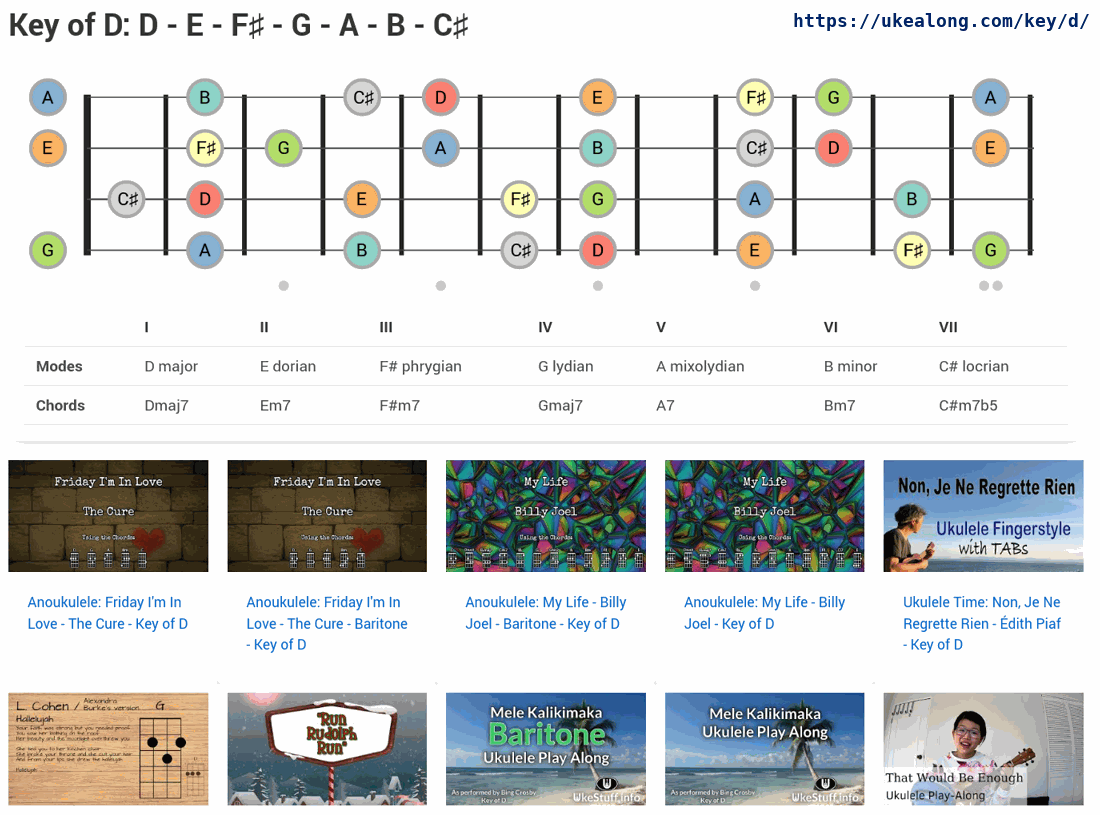 Key of D: D - E - F♯ - G - A - B - C♯
https://ukealong.com/key/d/
A B C♯ D E F♯ G A
E F♯ G A B C♯ D E
C♯ D E F♯ G A B
G A B C♯ D E F♯ G
I II III IV V VI VII
Modes D major E dorian F# phrygian G lydian A mixolydian B minor C# locrian
Chords Dmaj7 Em7 F#m7 Gmaj7 A7 Bm7 C#m7b5
Friday I'm In Love
The Cure
Using the Chords:
Friday I'm In Love
The Cure
Using the Chords:
My Life
Billy Joel
Using the Chords:
My Life
Billy Joel
Using the Chords:
Non, Je Ne Regrette Rien
Ukulele Fingerstyle
with TABs
Anoukulele: Friday I'm In
Love - The Cure - Key of D
Anoukulele: Friday I'm In
Love - The Cure - Baritone
- Key of D
Anoukulele: My Life - Billy
Joel - Baritone - Key of D
Anoukulele: My Life - Billy
Joel - Key of D
Ukulele Time: Non, Je Ne
Regrette Rien - Édith Piaf
- Key of D
L Cohen / Alexandra
Burke's version
G
Hallelujah
Run
Rudolph
Run"
Mele Kalikimaka
Baritone
Ukulele Play Along
As performed by Bing Crosby
Key of D
UkeStuff.info
Mele Kalikimaka
Ukulele Play Along
As performed by Bing Crosby
Key of D
UkeStuff.info
That Would Be Enough
Ukulele Play-Along